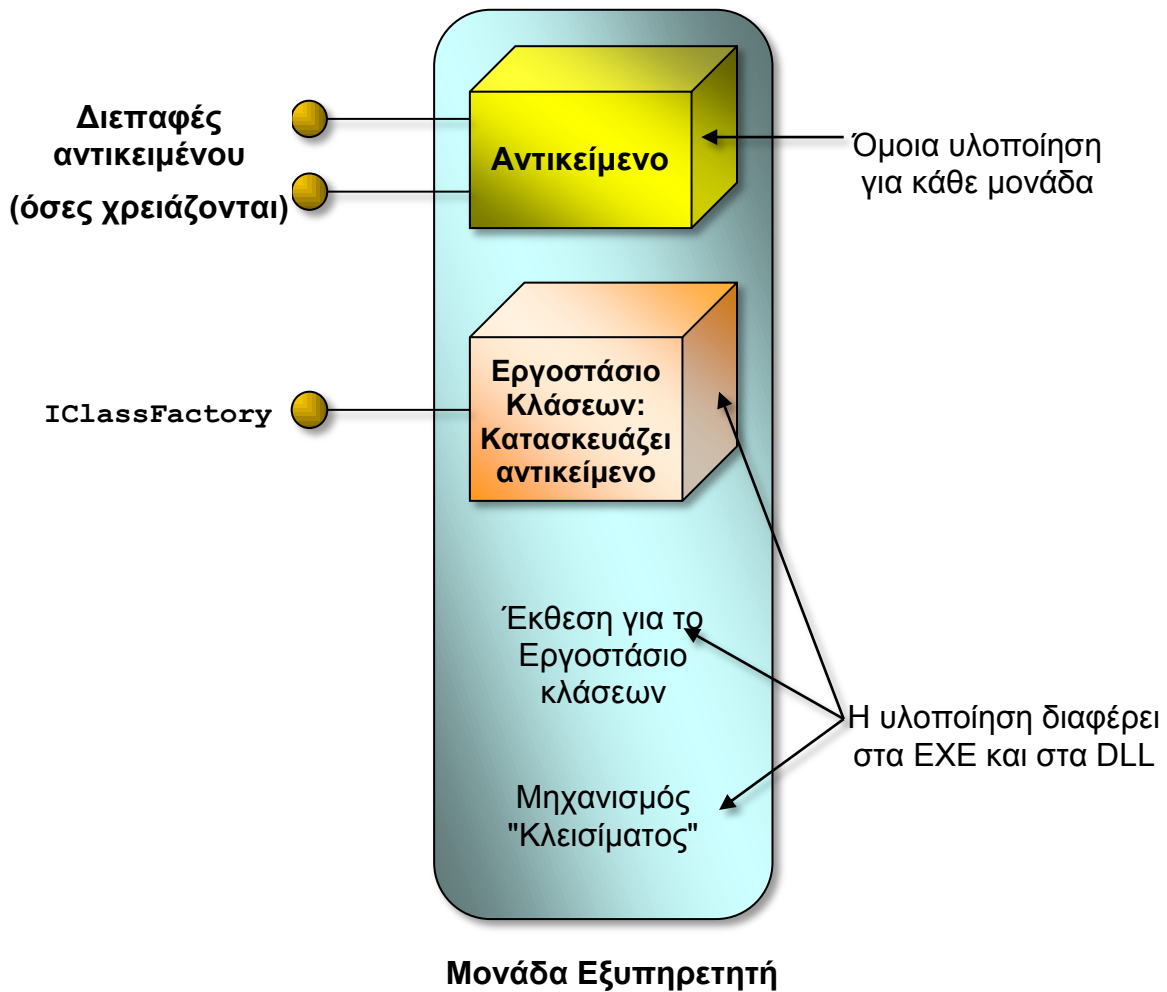 Διεπαφές
αντικειμένου
(όσες χρειάζονται)
Αντικείμενο
Όμοια υλοποίηση
για κάθε μονάδα
IClassFactory
Εργοστάσιο
Κλάσεων:
Κατασκευάζει
αντικείμενο
Έκθεση για το
Εργοστάσιο
κλάσεων
Η υλοποίηση διαφέρει
στα EXE και στα DLL
Μηχανισμός
"Κλεισίματος"
Μονάδα Εξυπηρετητή